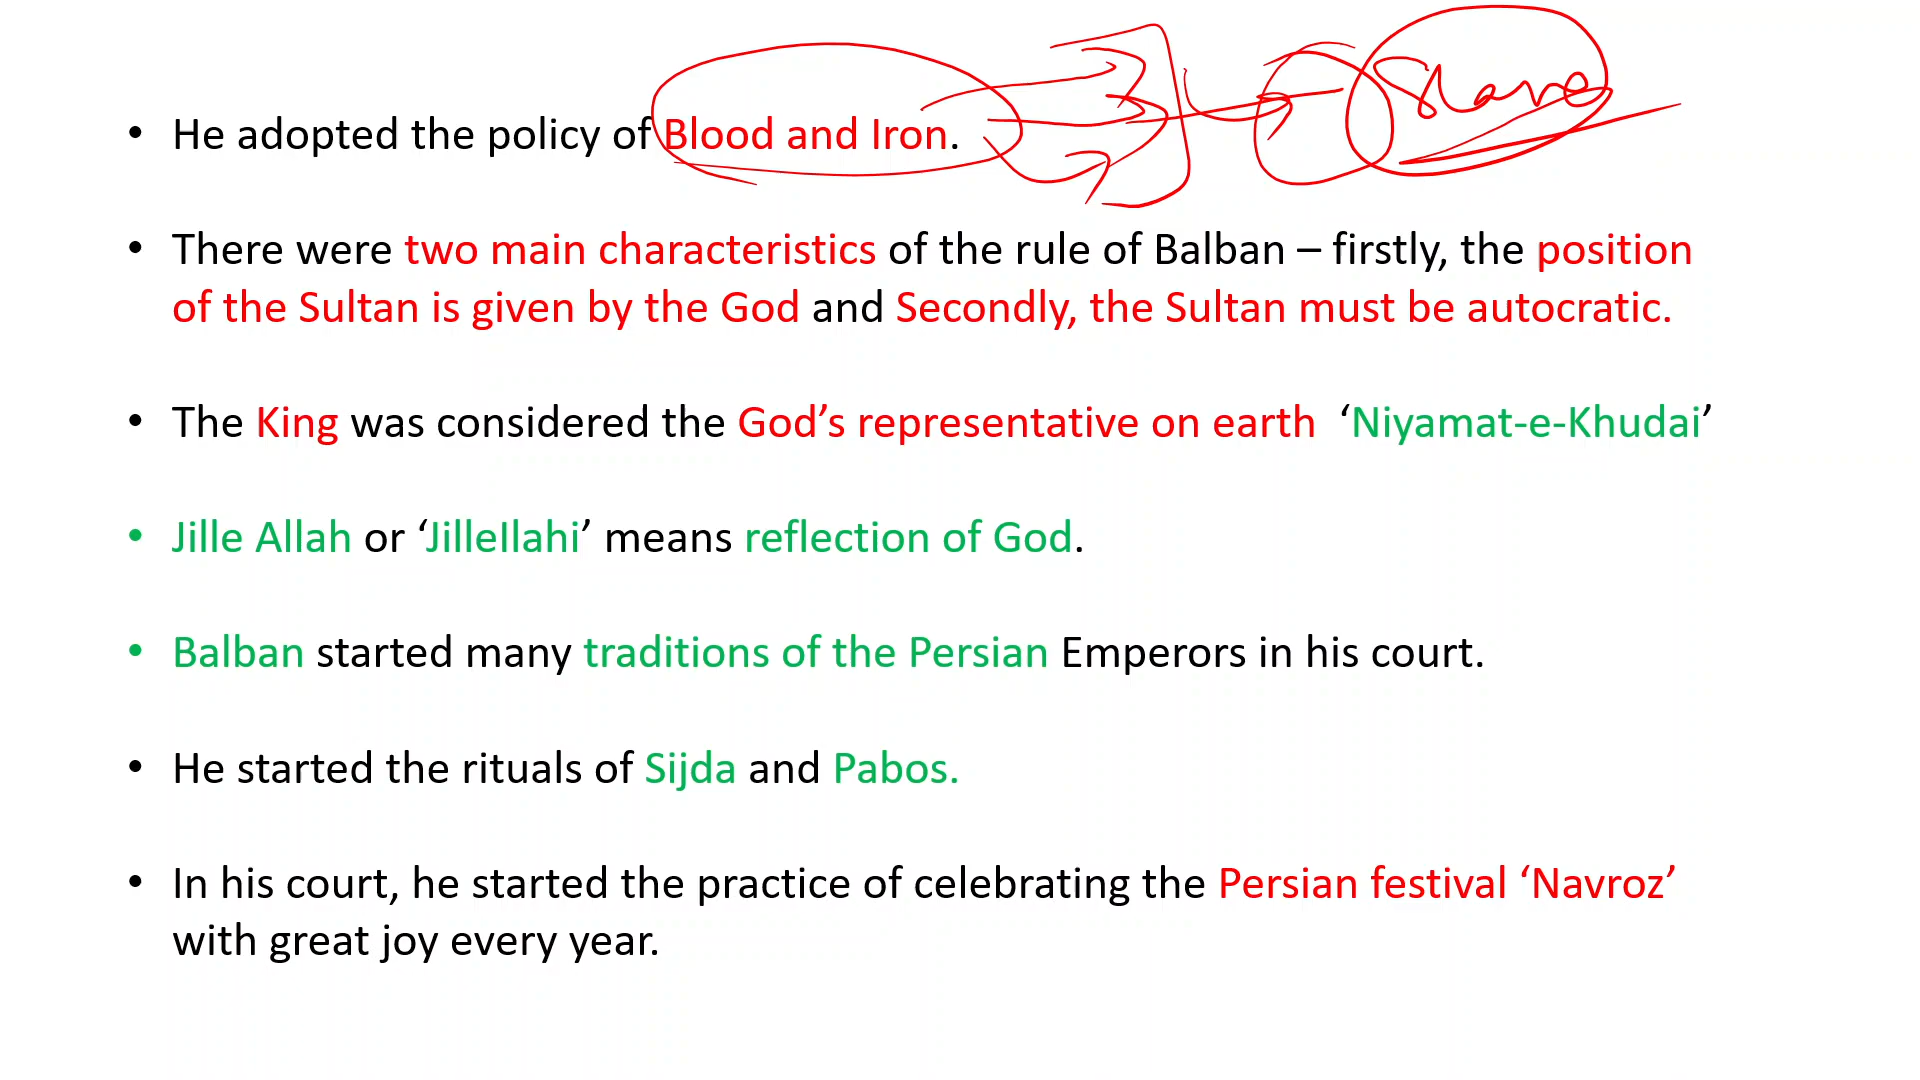 Slave
• He adopted the policy of Blood and Iron.
• There were two main characteristics of the rule of Balban – firstly, the position
of the Sultan is given by the God and Secondly, the Sultan must be autocratic.
• The King was considered the God’s representative on earth ‘Niyamat-e-Khudai’
• Jille Allah or ‘JilleIlahi’ means reflection of God.
• Balban started many traditions of the Persian Emperors in his court.
• He started the rituals of Sijda and Pabos.
• In his court, he started the practice of celebrating the Persian festival ‘Navroz’
with great joy every year.